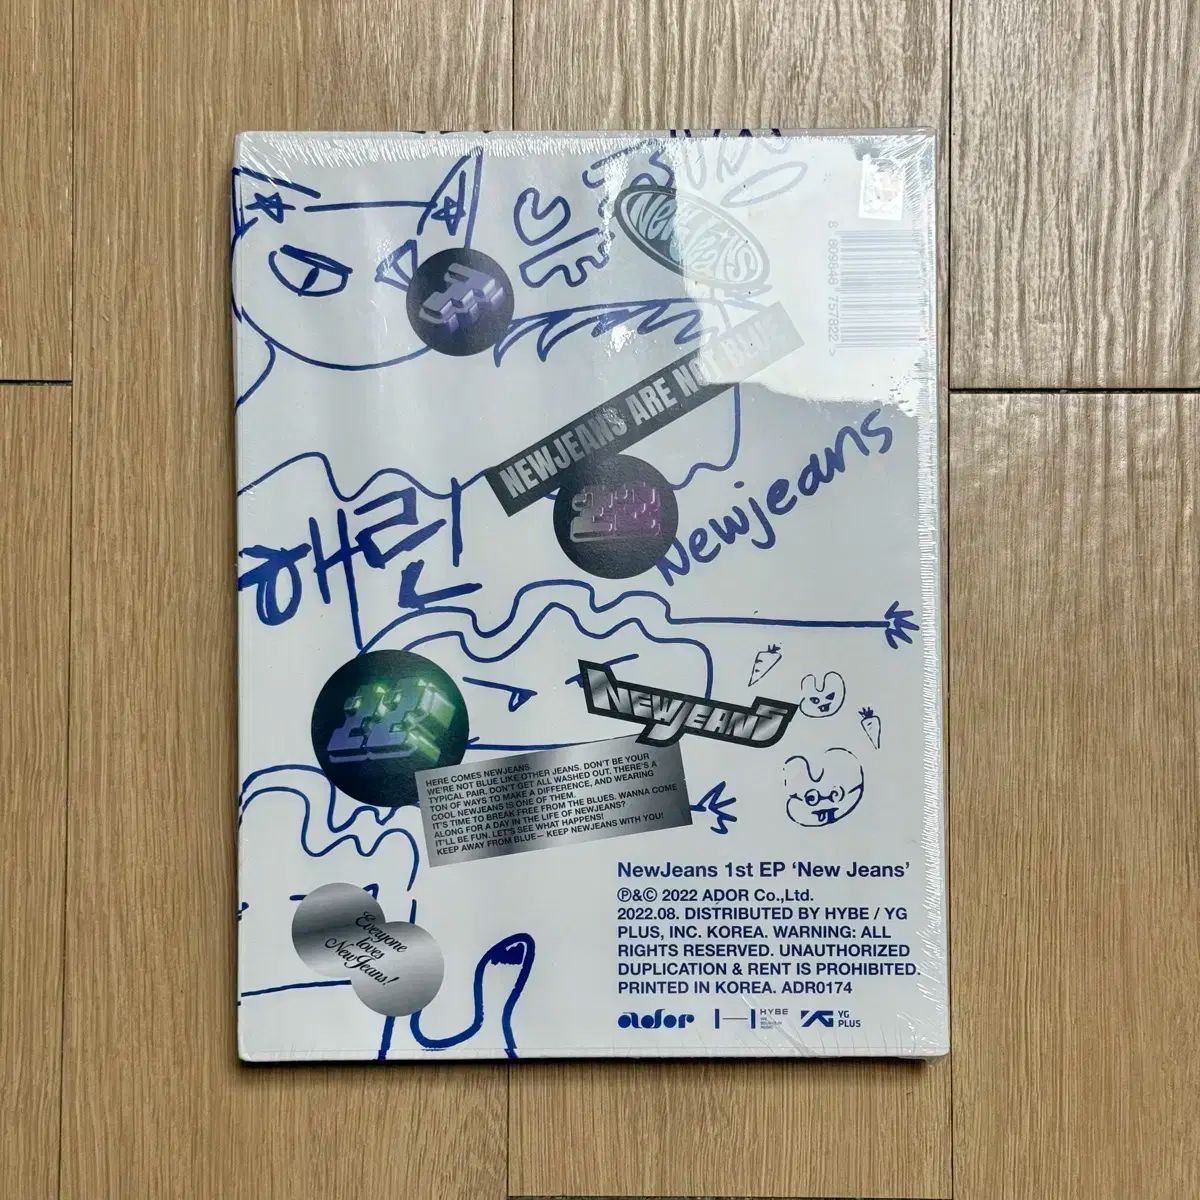 NewJeans
8 809848 757822 >
NEWJEANS ARE NOT BLUE
Newjeans
해린
NEWJEANS
HERE COMES NEWJEANS.
WE'RE NOT BLUE LIKE OTHER JEANS. DON'T BE YOUR
TYPICAL PAIR. DON'T GET ALL WASHED OUT. THERE'S A
TON OF WAYS TO MAKE A DIFFERENCE, AND WEARING
COOL NEWJEANS IS ONE OF THEM.
IT'S TIME TO BREAK FREE FROM THE BLUES. WANNA COME
ALONG FOR A DAY IN THE LIFE OF NEWJEANS?
IT'LL BE FUN. LET'S SEE WHAT HAPPENS!
KEEP AWAY FROM BLUE— KEEP NEWJEANS WITH YOU!
Everyone
loves
NewJeans!
NewJeans 1st EP ‘New Jeans’
℗&© 2022 ADOR Co.,Ltd.
2022.08. DISTRIBUTED BY HYBE / YG
PLUS, INC. KOREA. WARNING: ALL
RIGHTS RESERVED. UNAUTHORIZED
DUPLICATION & RENT IS PROHIBITED.
PRINTED IN KOREA. ADR0174
ador
HYBE
YG
PLUS